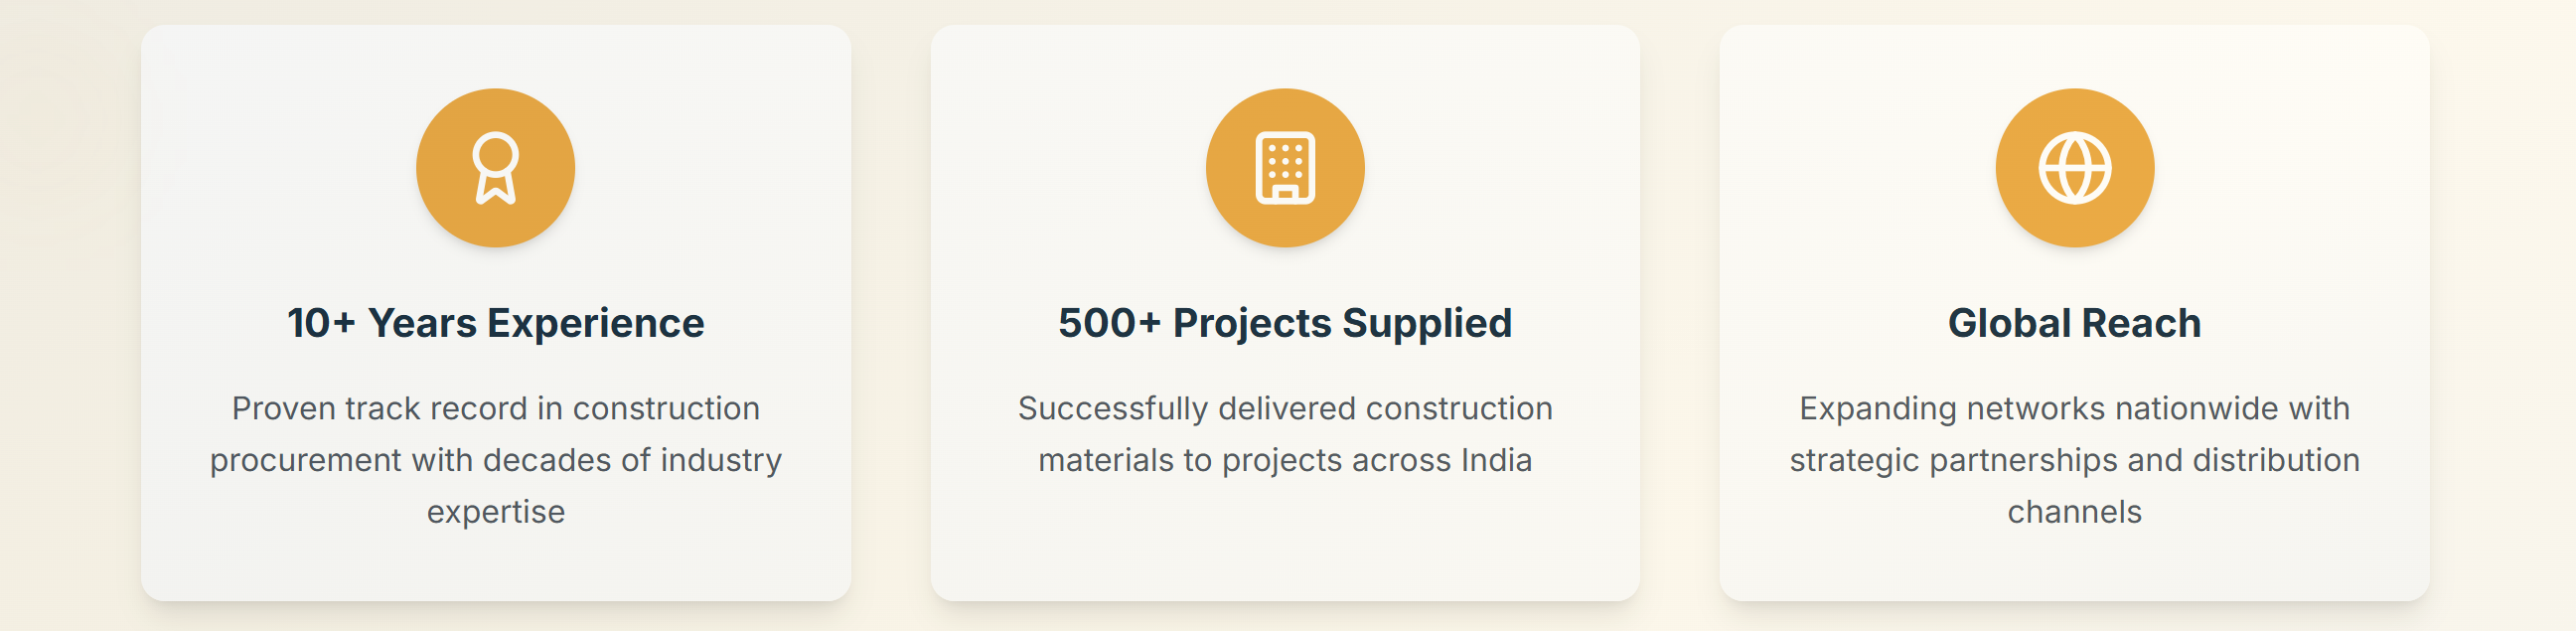 10+ Years Experience
Proven track record in construction
procurement with decades of industry
expertise
500+ Projects Supplied
Successfully delivered construction
materials to projects across India
Global Reach
Expanding networks nationwide with
strategic partnerships and distribution
channels